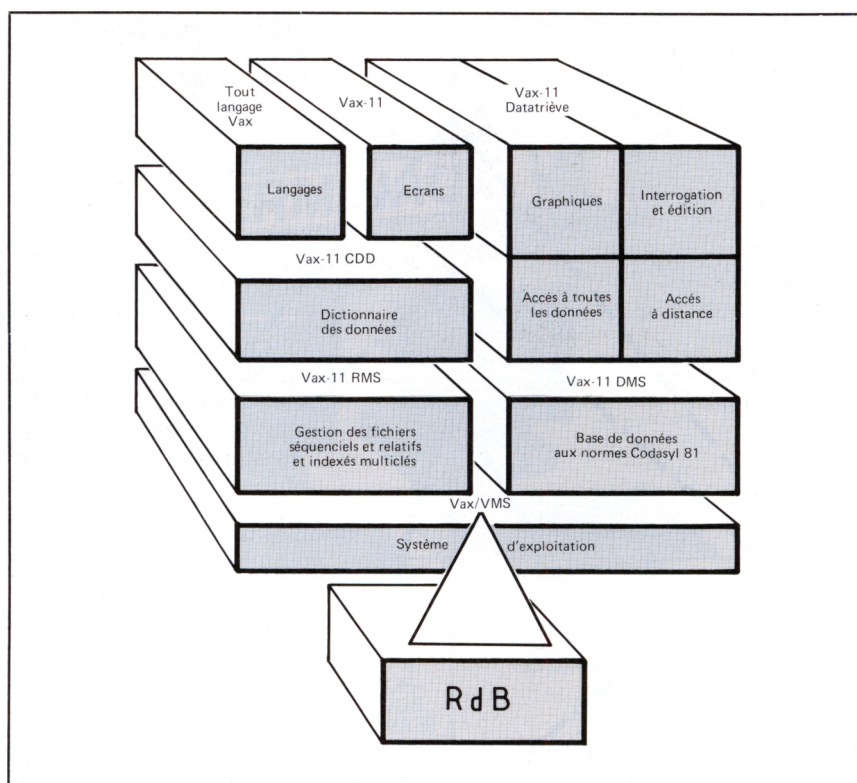 Tout
langage
Vax
Vax-11
Vax-11
Datatriève
Langages
Ecrans
Graphiques
Interrogation
et édition
Vax-11 CDD
Dictionnaire
des données
Accés à toutes
les données
Accés
à distance
Vax-11 RMS
Vax-11 DMS
Gestion des fichiers
séquenciels et relatifs
et indexés multiclés
Base de données
aux normes Codasyl 81
Vax/VMS
Système d'exploitation
RdB